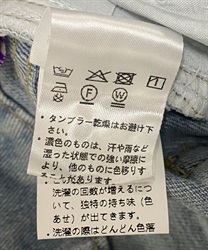 ・タンブラー乾燥はお避け下さい。
・濃色のものは、汗や雨など
湿った状態での強い摩擦に
より、他のものに色移りす
ることがあります。
・洗濯の回数が増えるにつ
いて、独特の持ち味（色
あせ）が出てきます。
・洗濯の際はどんどん色落